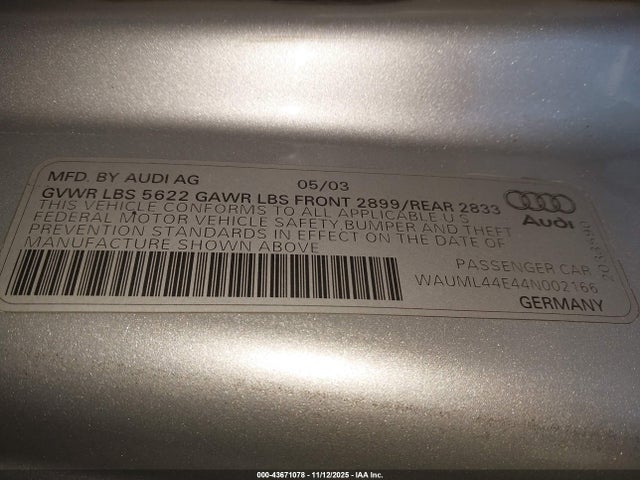 MFD. BY AUDI AG 05/03
GVWR LBS 5622 GAWR LBS FRONT 2899/REAR 2833
THIS VEHICLE CONFORMS TO ALL APPLICABLE U S
FEDERAL MOTOR VEHICLE SAFETY,BUMPER AND THEFT
PREVENTION STANDARDS IN EFFECT ON THE DATE OF
MANUFACTURE SHOWN ABOVE
Audi
PASSENGER CAR
WAUML44E44N002166
GERMANY
000-43671078 — 11/12/2025 — IAA Inc.